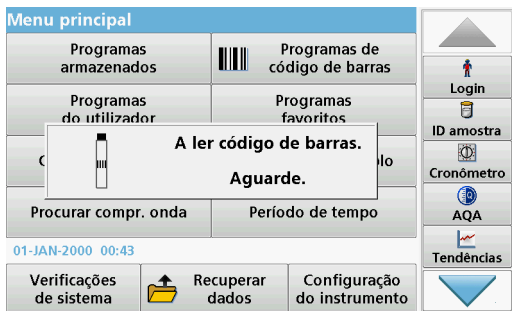 Menu principal
Programas
armazenados
Programas de
código de barras
Programas
do utilizador
Programas
favoritos
A ler código de barras.
Aguarde.
Procurar compr. onda
Período de tempo
01-JAN-2000 00:43
Verificações
de sistema
Recuperar
dados
Configuração
do instrumento
Login
ID amostra
Cronômetro
AQA
Tendências